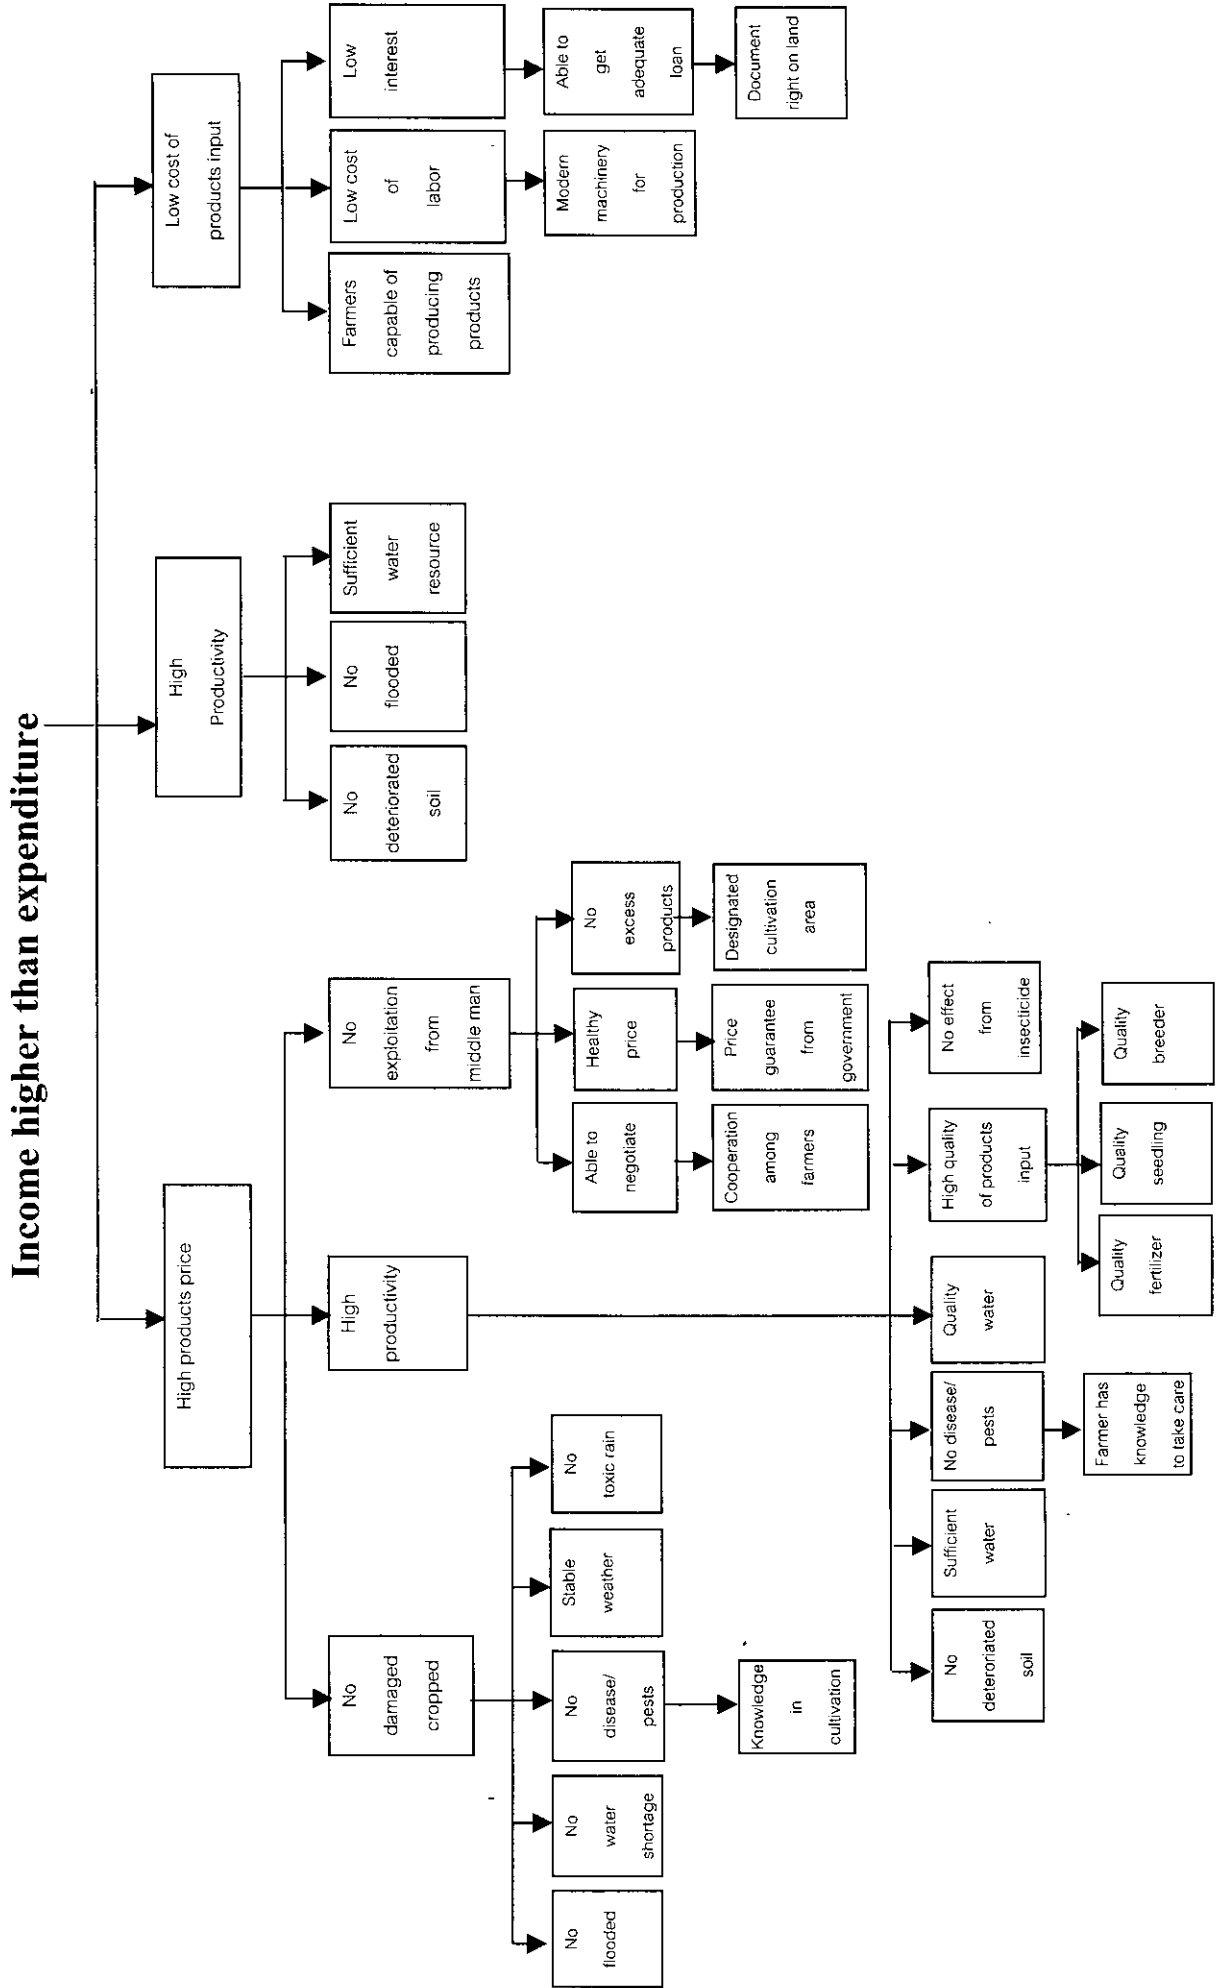 Income higher than expenditure
High products price
High
Productivity
Low cost of
products input
No
damaged
cropped
High
productivity
No
exploitation
from
middle man
No
deteriorated
soil
No
flooded
Sufficient
water
resource
Farmers
capable of
producing
products
Low cost
of
labor
Low
interest
No
flooded
No
water
shortage
No
disease/
pests
Stable
weather
No
toxic rain
Able to
negotiate
Healthy
price
No
excess
products
Modern
machinery
for
production
Able to
get
adequate
loan
Knowledge
in
cultivation
Cooperation
among
farmers
Price
guarantee
from
government
Designated
cultivation
area
Document
right on land
No
deteroriated
soil
Sufficient
water
No disease/
pests
Quality
water
High quality
of products
input
No effect
from
insecticide
Farmer has
knowledge
to take care
Quality
fertilizer
Quality
seedling
Quality
breeder